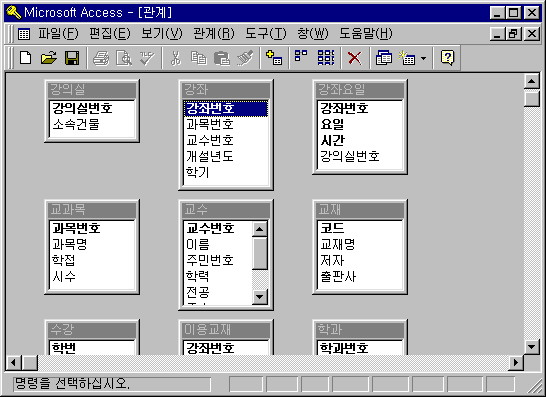 Microsoft Access - [관계]
파일(F) 편집(E) 보기(V) 관계(R) 도구(T) 창(W) 도움말(H)
강의실
강의실번호
소속건물
강좌
강좌번호
과목번호
교수번호
개설년도
학기
강좌요일
강좌번호
요일
시간
강의실번호
교과목
과목번호
과목명
학점
시수
교수
교수번호
이름
주민번호
학력
전공
교재
코드
교재명
저자
출판사
수강
학번
이용교재
강좌번호
학과
학과번호
명령을 선택하십시오.